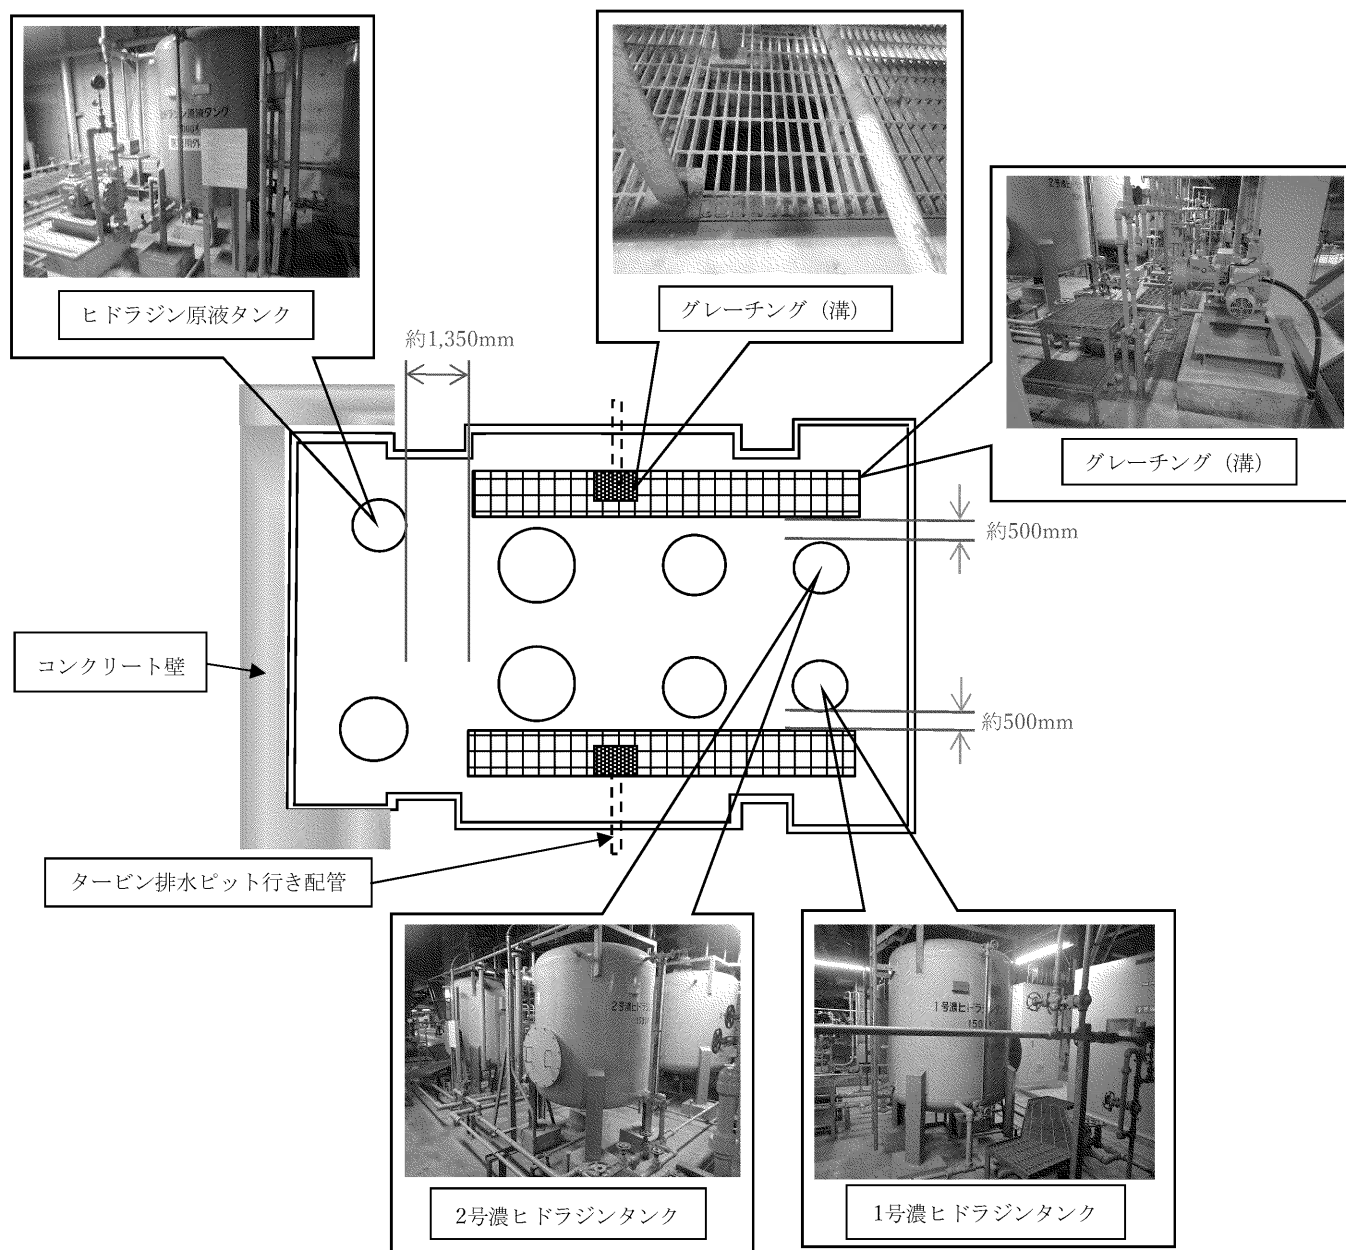 ヒドラジン原液タンク
グレーチング（溝）
グレーチング（溝）
約1,350mm
約500mm
コンクリート壁
約500mm
タービン排水ピット行き配管
2号濃ヒドラジンタンク
1号濃ヒドラジンタンク